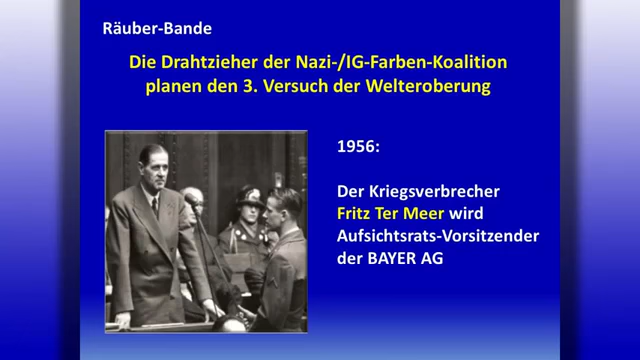 Räuber-Bande
Die Drahtzieher der Nazi-/IG-Farben-Koalition
planen den 3. Versuch der Welteroberung
1956:
Der Kriegsverbrecher
Fritz Ter Meer wird
Aufsichtsrats-Vorsitzender
der BAYER AG